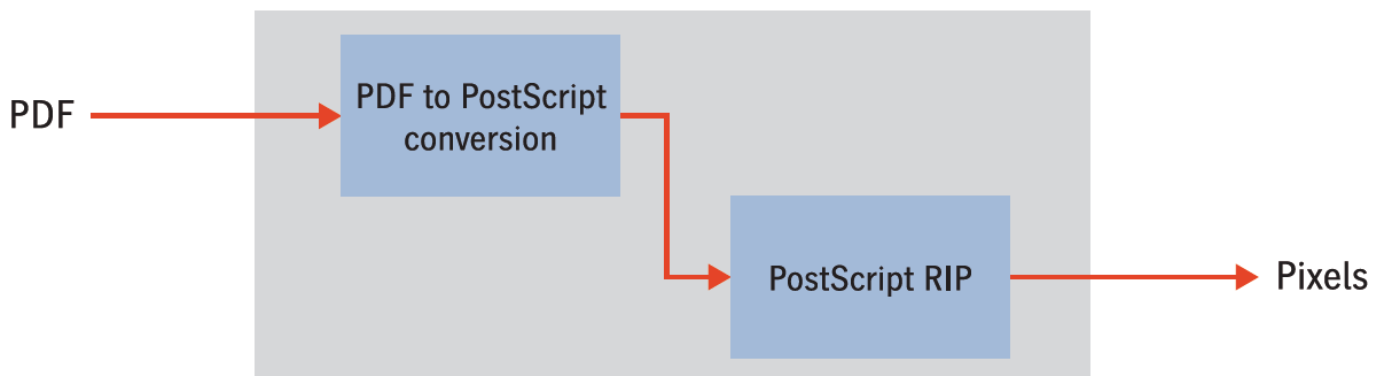 PDF
PDF to PostScript
conversion
PostScript RIP
Pixels